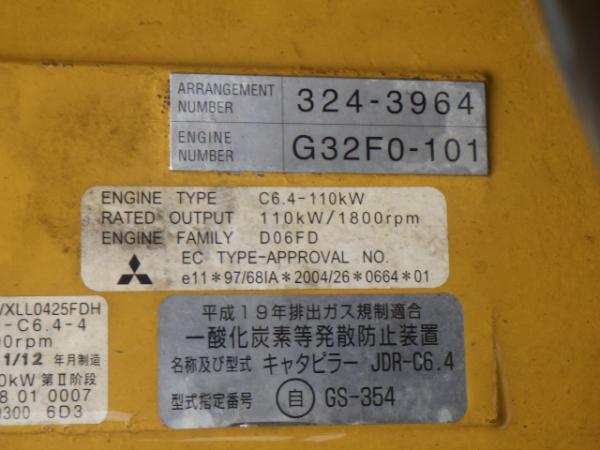 ARRANGEMENT NUMBER 324-3964
ENGINE NUMBER G32F0-101
ENGINE TYPE C6.4-110kW
RATED OUTPUT 110kW/1800rpm
ENGINE FAMILY D06FD
EC TYPE-APPROVAL NO.
e11*97/68IA*2004/26*0664*01
平成19年排出ガス規制適合
一酸化炭素等発散防止装置
名称及び型式 キャタピラー JDR-C6.4
型式指定番号 自 GS-354
/XLL0425FDH
-C6.4-4
0rpm
1/12 年月制造
0kW 第Ⅱ阶段
8 01 0007
0300 6D3